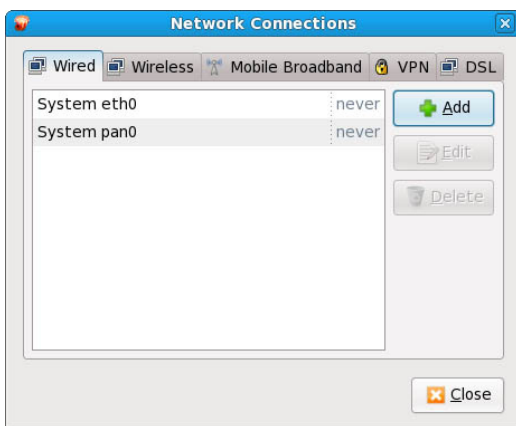 Network Connections
Wired Wireless Mobile Broadband VPN DSL
System eth0 never
System pan0 never
Add
Edit
Delete
Close